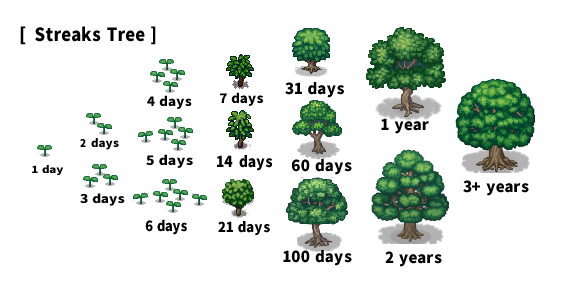 [ Streaks Tree ]
1 day
2 days
3 days
4 days
5 days
6 days
7 days
14 days
21 days
31 days
60 days
100 days
1 year
2 years
3+ years